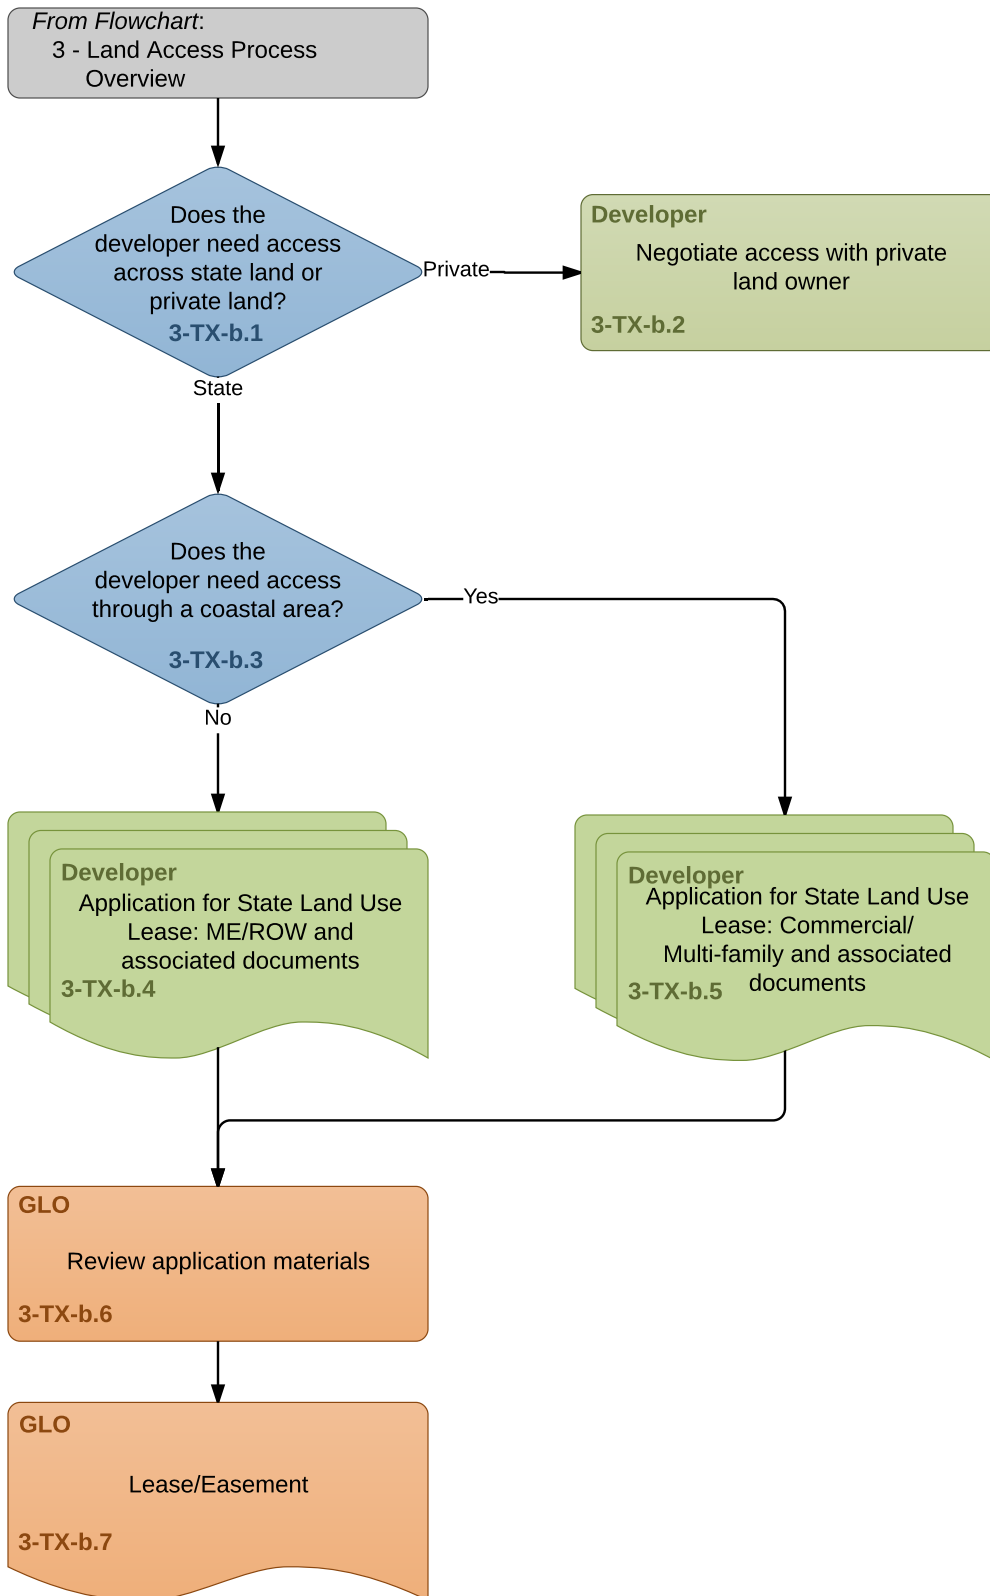 From Flowchart:
3 - Land Access Process
Overview
Does the
developer need access
across state land or
private land?
3-TX-b.1
Private
Developer
Negotiate access with private
land owner
3-TX-b.2
State
Does the
developer need access
through a coastal area?
3-TX-b.3
Yes
No
Developer
Application for State Land Use
Lease: ME/ROW and
associated documents
3-TX-b.4
Developer
Application for State Land Use
Lease: Commercial/
Multi-family and associated
documents
3-TX-b.5
GLO
Review application materials
3-TX-b.6
GLO
Lease/Easement
3-TX-b.7